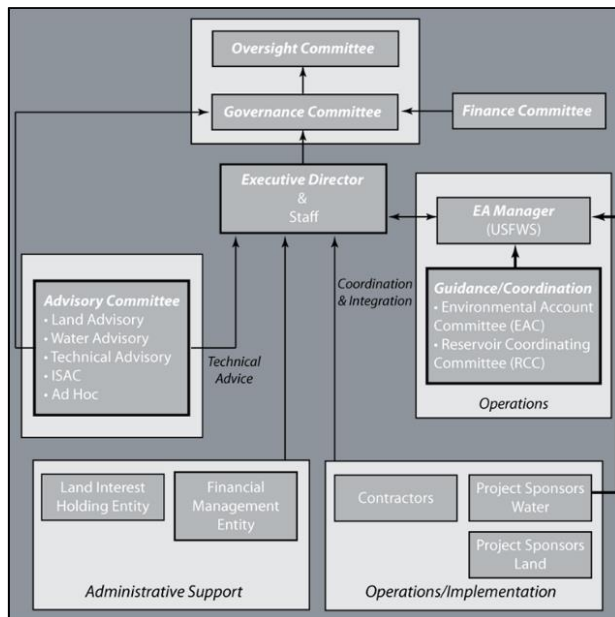 Oversight Committee
Governance Committee
Finance Committee
Executive Director
&
Staff
EA Manager
(USFWS)
Coordination
& Integration
Guidance/Coordination
• Environmental Account
Committee (EAC)
• Reservoir Coordinating
Committee (RCC)
Operations
Advisory Committee
• Land Advisory
• Water Advisory
• Technical Advisory
• ISAC
• Ad Hoc
Technical
Advice
Land Interest
Holding Entity
Financial
Management
Entity
Administrative Support
Contractors
Project Sponsors
Water
Project Sponsors
Land
Operations/Implementation